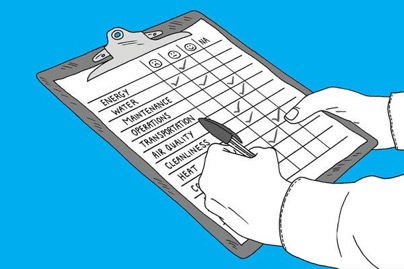 NA
ENERGY
WATER
MAINTENANCE
OPERATIONS
TRANSPORTATION
AIR QUALITY
CLEANLINESS
HEAT